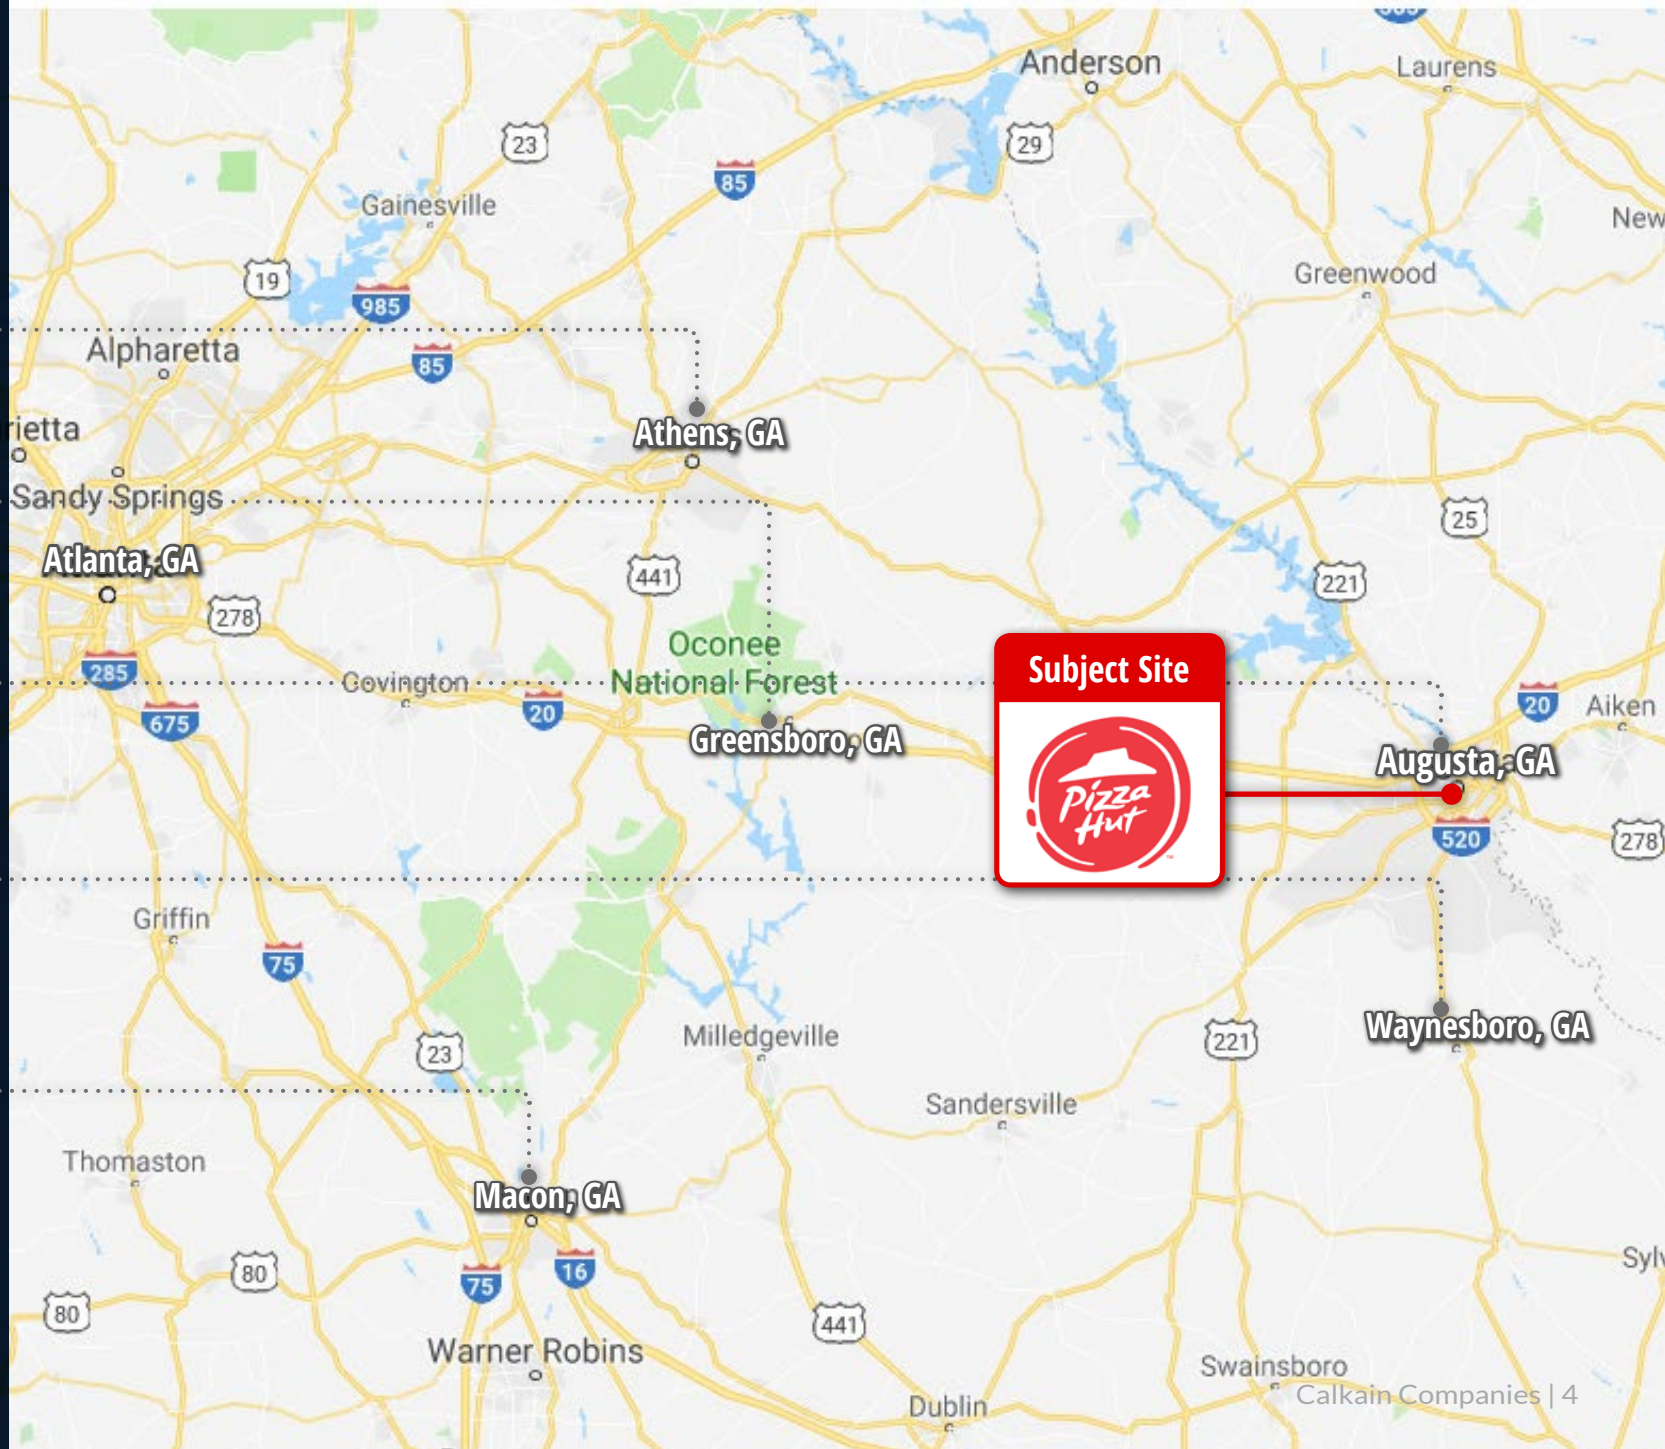 Anderson
Laurens
23
29
85
Gainesville
New
19
Greenwood
985
Alpharetta
85
rietta
Athens, GA
Sandy Springs
25
Atlanta, GA
441
221
278
Oconee
National Forest
Subject Site
285
Covington
20
20
Aiken
675
Greensboro, GA
Augusta, GA
Pizza
Hut
520
278
Griffin
75
Waynesboro, GA
Milledgeville
221
23
Sandersville
Thomaston
Macon, GA
80
75
16
Sylv
80
441
Warner Robins
Swainsboro
Calkain Companies | 4
Dublin